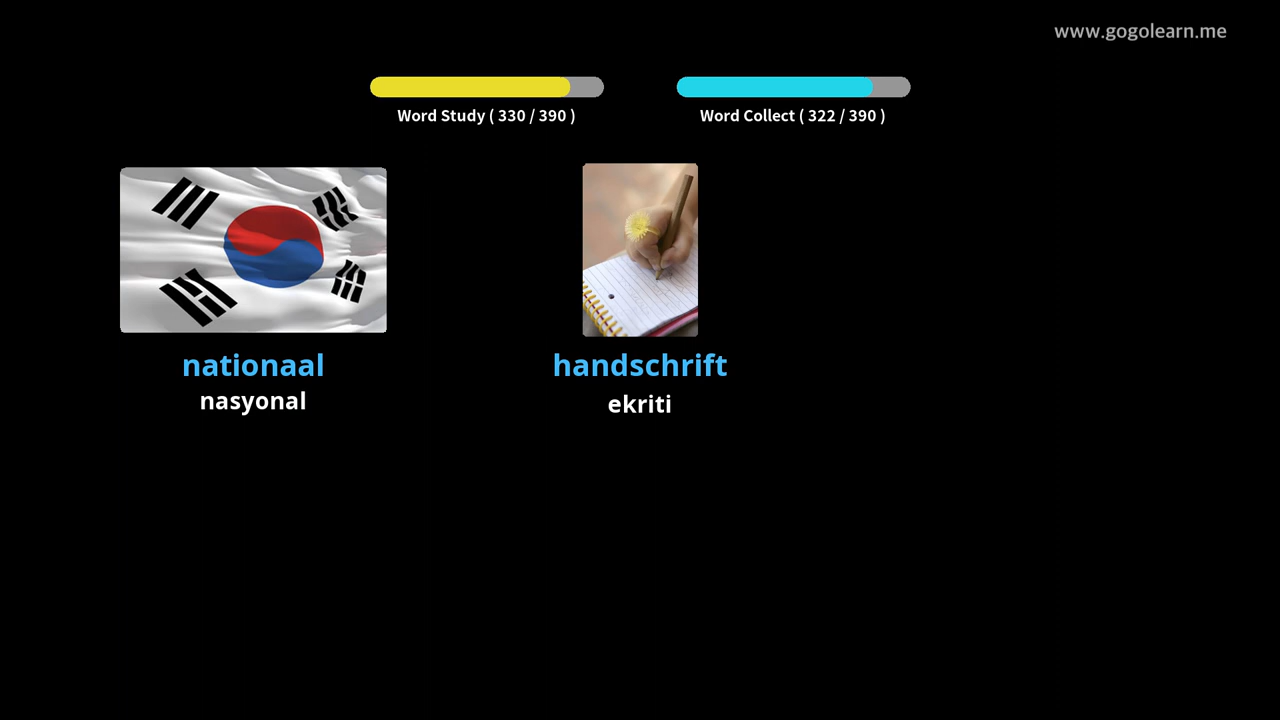 www.gogolearn.me
Word Study ( 330 / 390 )
Word Collect ( 322 / 390 )
nationaal
nasyonal
handschrift
ekriti